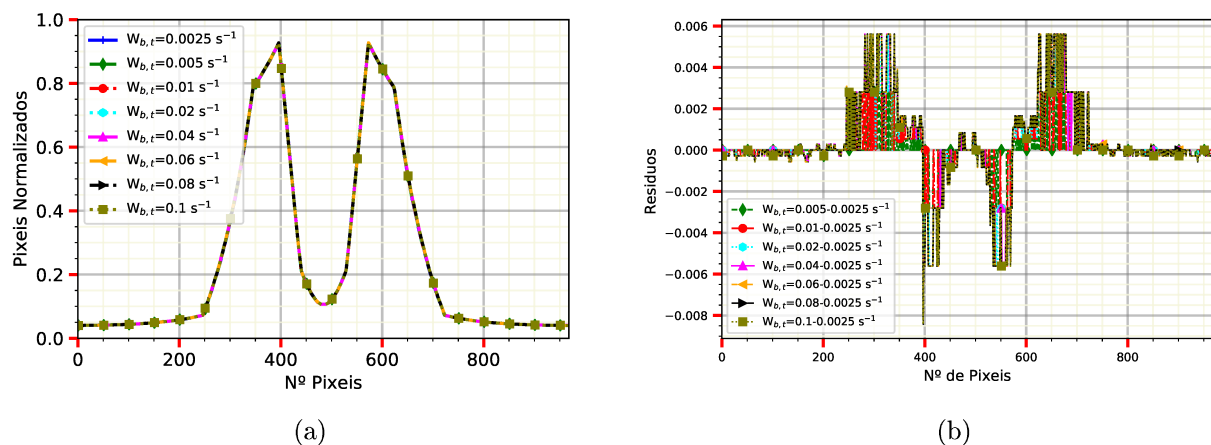 1.0
0.8
0.6
0.4
0.2
0.0
Pixeis Normalizados
W_{b,t}=0.0025 s⁻¹
W_{b,t}=0.005 s⁻¹
W_{b,t}=0.01 s⁻¹
W_{b,t}=0.02 s⁻¹
W_{b,t}=0.04 s⁻¹
W_{b,t}=0.06 s⁻¹
W_{b,t}=0.08 s⁻¹
W_{b,t}=0.1 s⁻¹
0 200 400 600 800
Nº Pixeis
(a)
0.006
0.004
0.002
0.000
−0.002
−0.004
−0.006
−0.008
Residuos
W_{b,t}=0.005-0.0025 s⁻¹
W_{b,t}=0.01-0.0025 s⁻¹
W_{b,t}=0.02-0.0025 s⁻¹
W_{b,t}=0.04-0.0025 s⁻¹
W_{b,t}=0.06-0.0025 s⁻¹
W_{b,t}=0.08-0.0025 s⁻¹
W_{b,t}=0.1-0.0025 s⁻¹
0 200 400 600 800
Nº de Pixeis
(b)